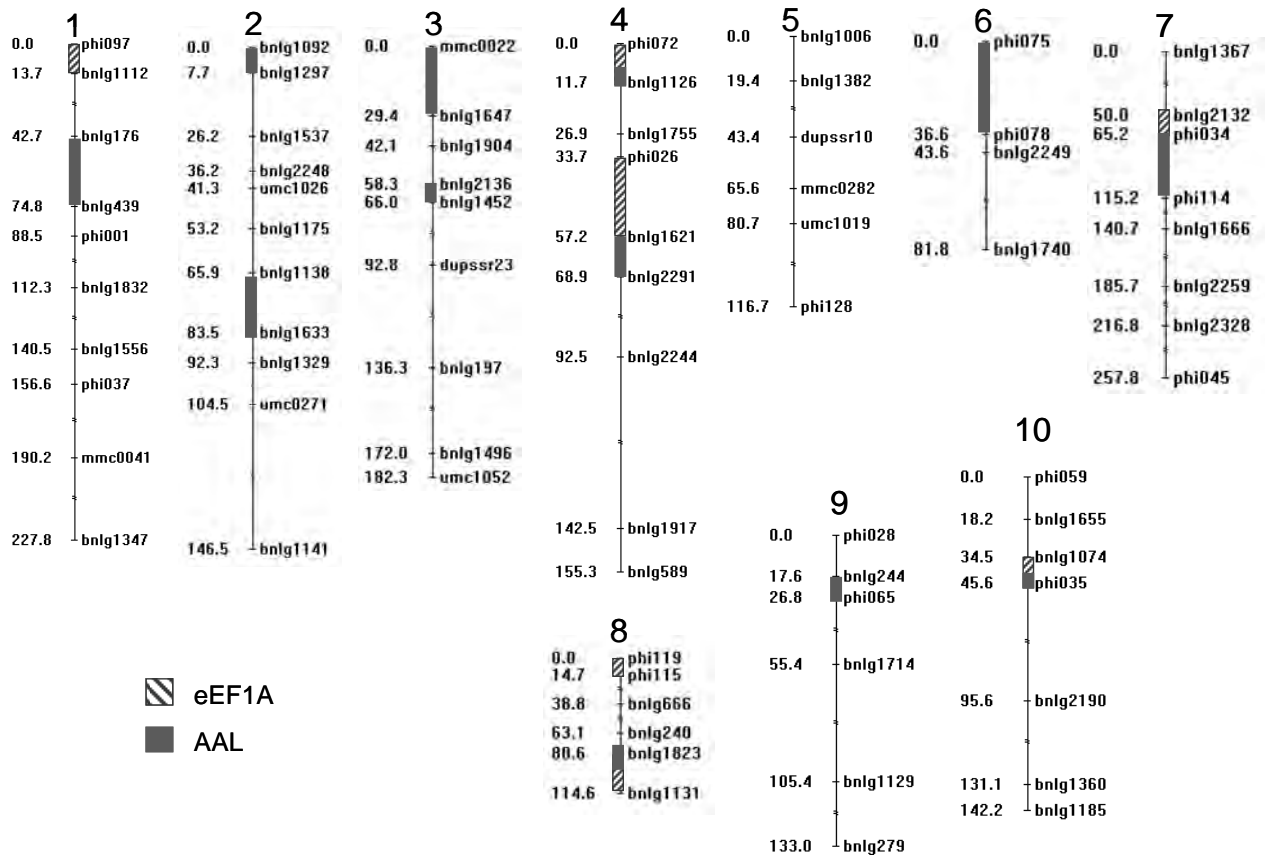 1
0.0 phi097
13.7 bnlg1112
42.7 bnlg176
74.8 bnlg439
88.5 phi001
112.3 bnlg1832
140.5 bnlg1556
156.6 phi037
190.2 mmc0041
227.8 bnlg1347
2
0.0 bnlg1092
7.7 bnlg1297
26.2 bnlg1537
36.2 bnlg2248
41.3 umc1026
53.2 bnlg1175
65.9 bnlg1138
83.5 bnlg1633
92.3 bnlg1329
104.5 umc0271
146.5 bnlg1141
3
0.0 mmc0022
29.4 bnlg1647
42.1 bnlg1904
58.3 bnlg2136
66.0 bnlg1452
92.8 dupssr23
136.3 bnlg197
172.0 bnlg1496
182.3 umc1052
4
0.0 phi072
11.7 bnlg1126
26.9 bnlg1755
33.7 phi026
57.2 bnlg1621
68.9 bnlg2291
92.5 bnlg2244
142.5 bnlg1917
155.3 bnlg589
5
0.0 bnlg1006
19.4 bnlg1382
43.4 dupssr10
65.6 mmc0282
80.7 umc1019
116.7 phi128
6
0.0 phi075
36.6 phi078
43.6 bnlg2249
81.8 bnlg1740
7
0.0 bnlg1367
50.0 bnlg2132
65.2 phi034
115.2 phi114
140.7 bnlg1666
185.7 bnlg2259
216.8 bnlg2328
257.8 phi045
8
0.0 phi119
14.7 phi115
38.8 bnlg666
63.1 bnlg240
88.6 bnlg1823
114.6 bnlg1131
9
0.0 phi028
17.6 bnlg244
26.8 phi065
55.4 bnlg1714
105.4 bnlg1129
133.0 bnlg279
10
0.0 phi059
18.2 bnlg1655
34.5 bnlg1074
45.6 phi035
95.6 bnlg2190
131.1 bnlg1360
142.2 bnlg1185
eEF1A
AAL